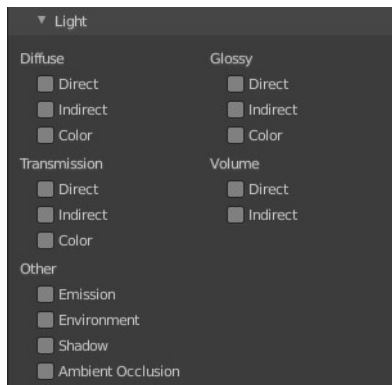 Light
Diffuse Glossy
Direct Direct
Indirect Indirect
Color Color
Transmission Volume
Direct Direct
Indirect Indirect
Color
Other
Emission
Environment
Shadow
Ambient Occlusion